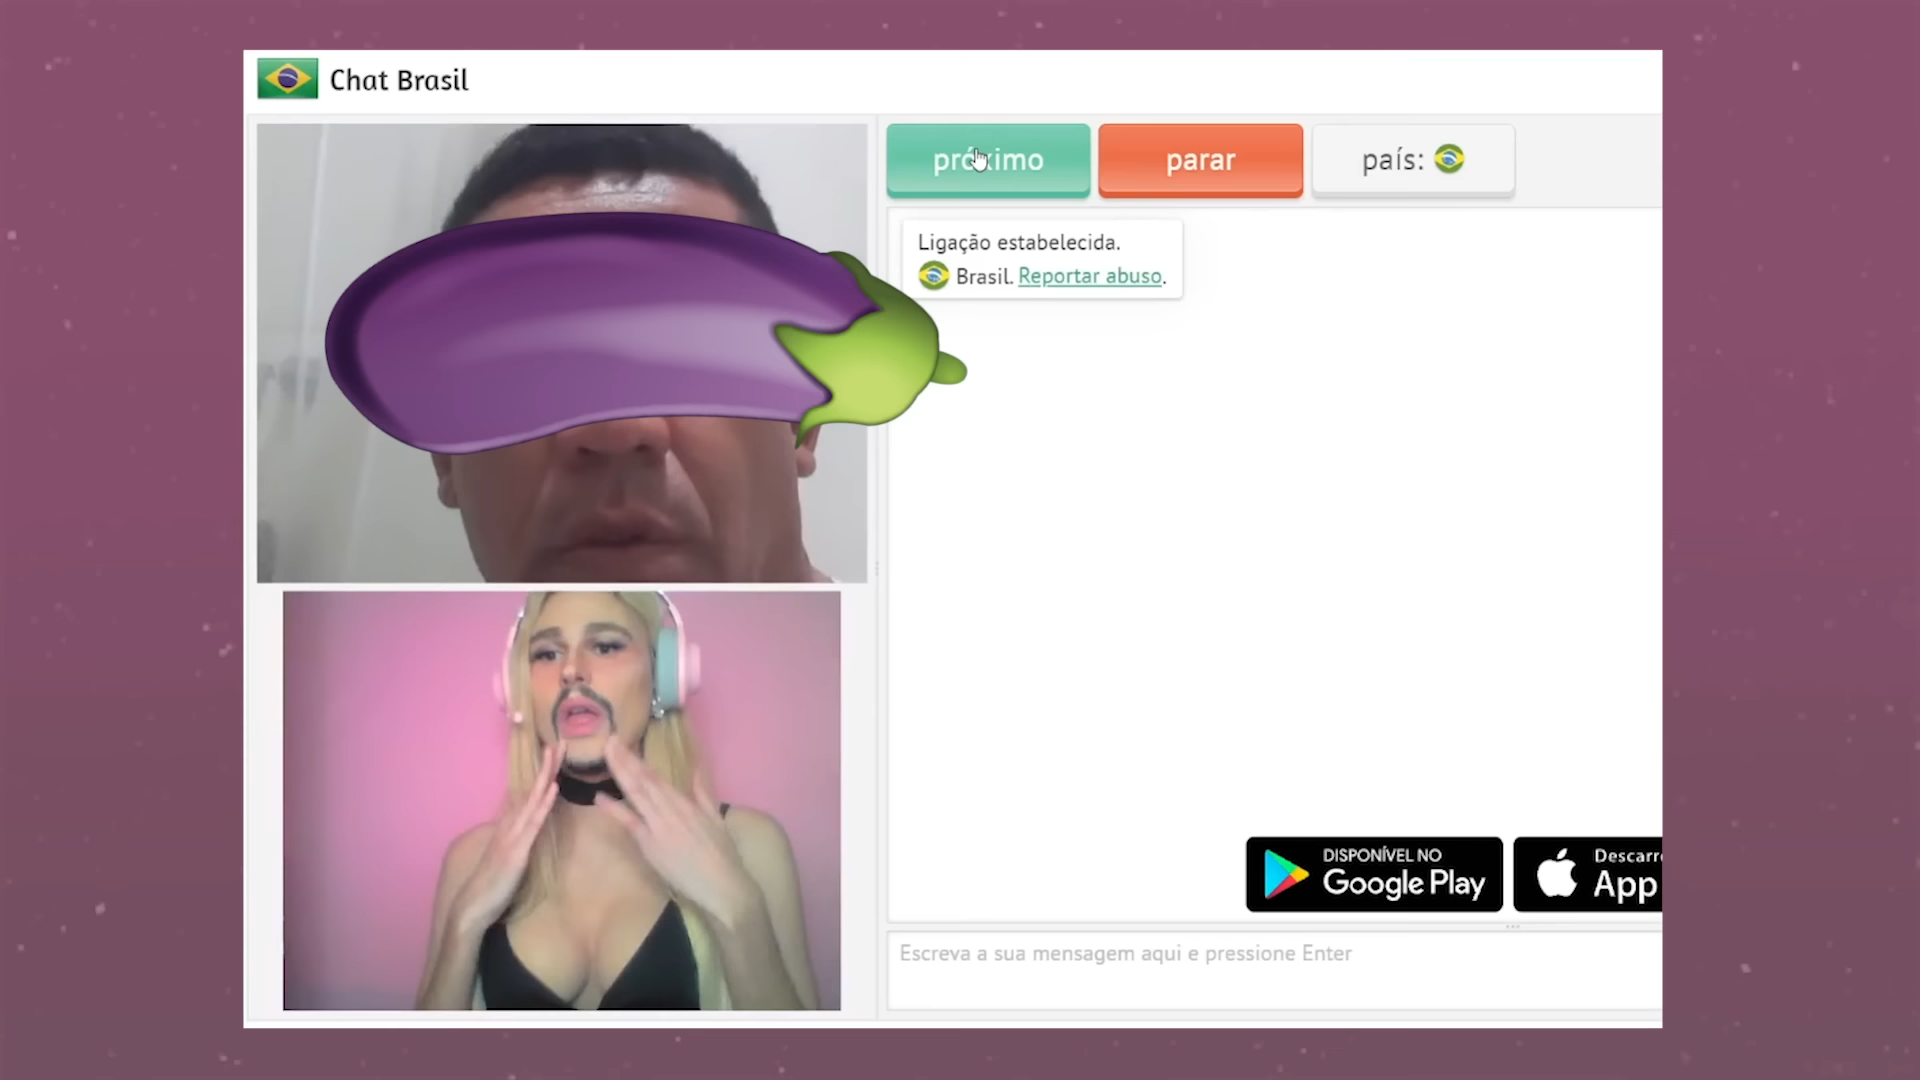 Chat Brasil
próximo
parar
país:
Ligação estabelecida.
Brasil. Reportar abuso.
DISPONÍVEL NO
Google Play
App
Escreva a sua mensagem aqui e pressione Enter